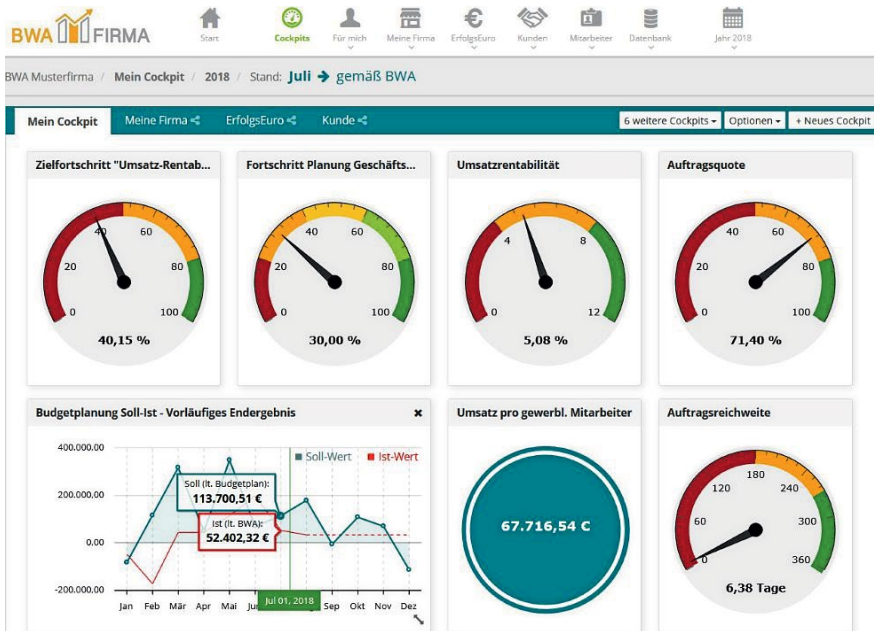 BWA FIRMA
Start
Cockpits
Für mich
Meine Firma
ErfolgsEuro
Kunden
Mitarbeiter
Datenbank
Jahr 2018
BWA Musterfirma / Mein Cockpit / 2018 / Stand: Juli → gemäß BWA
Mein Cockpit
Meine Firma
ErfolgsEuro
Kunde
6 weitere Cockpits
Optionen
+ Neues Cockpit
Zielfortschritt "Umsatz-Rentab...
0
20
40
60
80
100
40,15 %
Fortschritt Planung Geschäfts...
0
20
40
60
80
100
30,00 %
Umsatzrentabilität
0
4
8
12
5,08 %
Auftragsquote
0
20
40
60
80
100
71,40 %
Budgetplanung Soll-Ist - Vorläufiges Endergebnis
400.000.00
200.000.00
0.00
-200.000.00
Soll-Wert
Ist-Wert
Soll (lt. Budgetplan):
113.700,51 €
Ist (lt. BWA):
52.402,32 €
Jan Feb Mär Apr Mai
Jul 01, 2018
Sep Okt Nov Dez
Umsatz pro gewerbl. Mitarbeiter
67.716,54 €
Auftragsreichweite
0
60
120
180
240
300
360
6,38 Tage